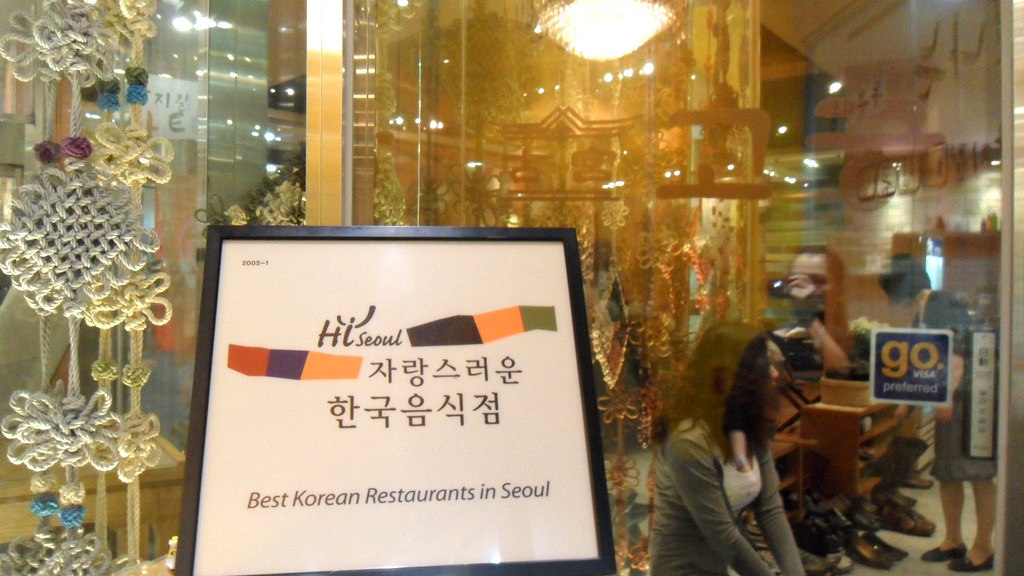 2005-1
Hi Seoul
자랑스러운
한국음식점
Best Korean Restaurants in Seoul
go.
VISA
preferred